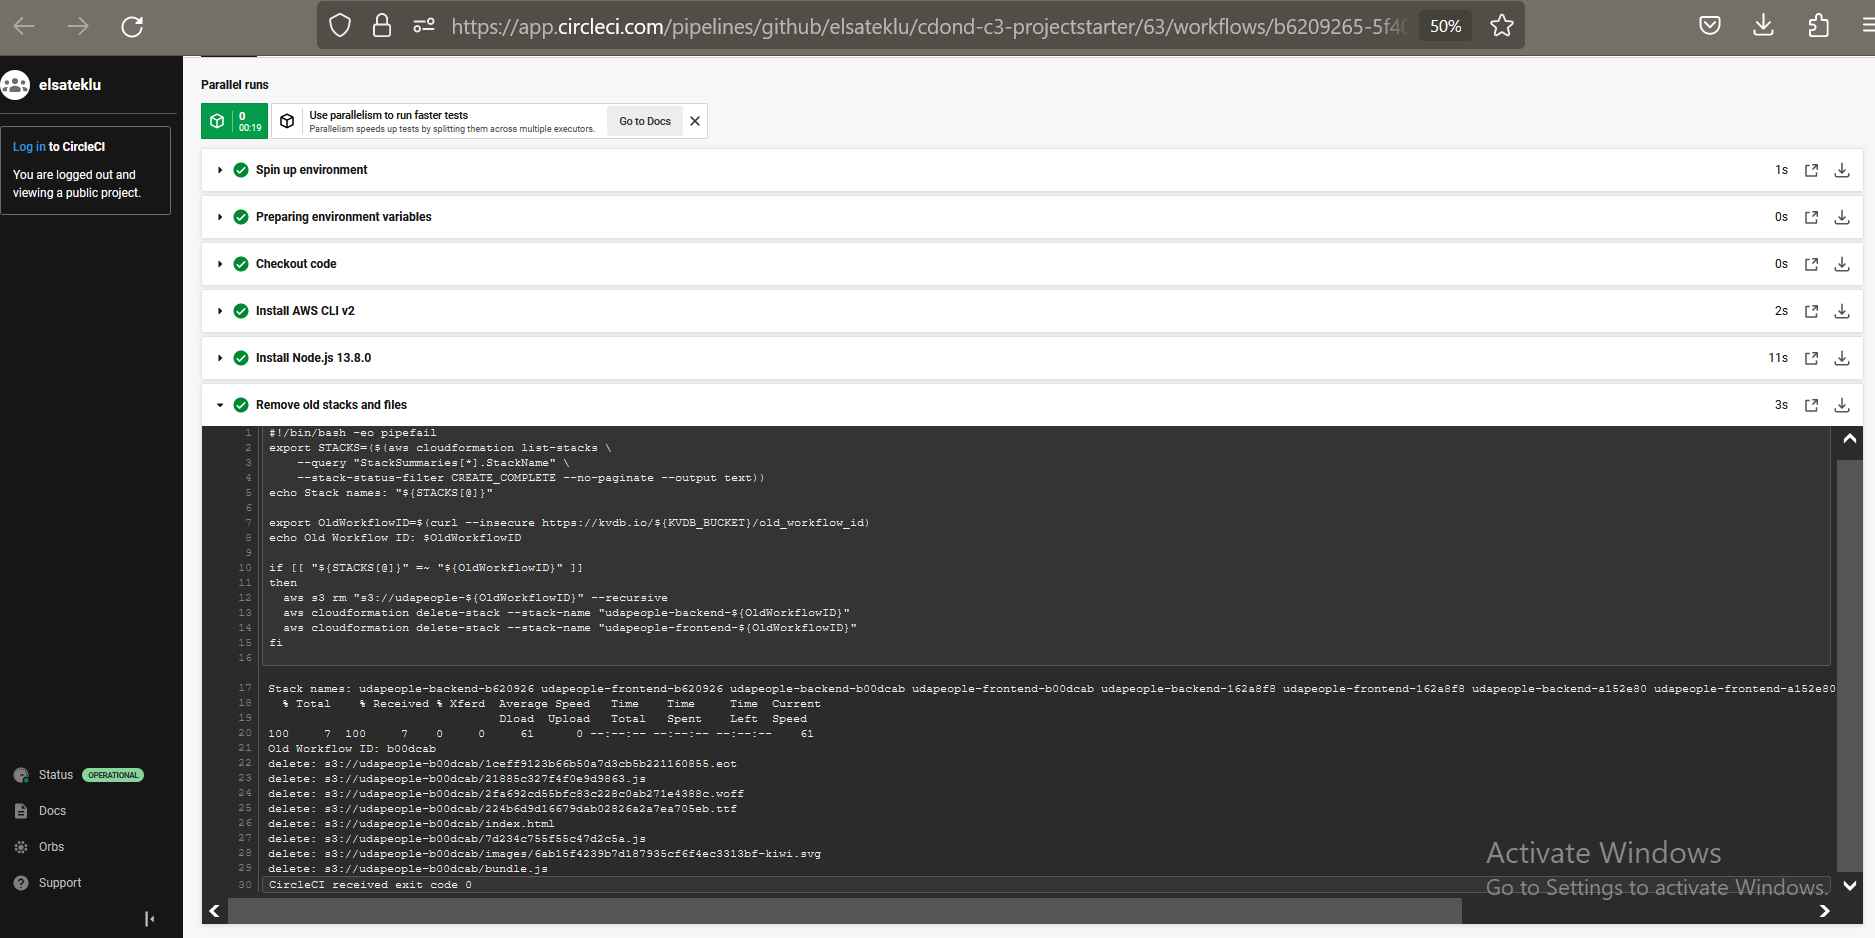 https://app.circleci.com/pipelines/github/elsateklu/cdond-c3-projectstarter/63/workflows/b6209265-5f4
50%
elsateklu
Log in to CircleCI
You are logged out and
viewing a public project.
Status OPERATIONAL
Docs
Orbs
Support
Parallel runs
0
00:19
Use parallelism to run faster tests
Parallelism speeds up tests by splitting them across multiple executors.
Go to Docs
Spin up environment 1s
Preparing environment variables 0s
Checkout code 0s
Install AWS CLI v2 2s
Install Node.js 13.8.0 11s
Remove old stacks and files 3s
1 #!/bin/bash -eo pipefail
2 export STACKS=($(aws cloudformation list-stacks \
3 --query "StackSummaries[*].StackName" \
4 --stack-status-filter CREATE_COMPLETE --no-paginate --output text))
5 echo Stack names: "${STACKS[@]}"
6
7 export OldWorkflowID=$(curl --insecure https://kvdb.io/${KVDB_BUCKET}/old_workflow_id)
8 echo Old Workflow ID: $OldWorkflowID
9
10 if [[ "${STACKS[@]}" =~ "${OldWorkflowID}" ]]
11 then
12 aws s3 rm "s3://udapeople-${OldWorkflowID}" --recursive
13 aws cloudformation delete-stack --stack-name "udapeople-backend-${OldWorkflowID}"
14 aws cloudformation delete-stack --stack-name "udapeople-frontend-${OldWorkflowID}"
15 fi
16
17 Stack names: udapeople-backend-b620926 udapeople-frontend-b620926 udapeople-backend-b00dcab udapeople-frontend-b00dcab udapeople-backend-162a8f8 udapeople-frontend-162a8f8 udapeople-backend-a152e80 udapeople-frontend-a152e80
18 % Total % Received % Xferd Average Speed Time Time Time Current
19 Dload Upload Total Spent Left Speed
20 100 7 100 7 0 0 61 0 --:--:-- --:--:-- --:--:-- 61
21 Old Workflow ID: b00dcab
22 delete: s3://udapeople-b00dcab/1ceff9123b66b50a7d3cb5b221160855.eot
23 delete: s3://udapeople-b00dcab/21885c327f4f0e9d9863.js
24 delete: s3://udapeople-b00dcab/2fa692cd55bfc83c228c0ab271e4388c.woff
25 delete: s3://udapeople-b00dcab/224b6d9d16679dab02826a2a7ea705eb.ttf
26 delete: s3://udapeople-b00dcab/index.html
27 delete: s3://udapeople-b00dcab/7d234c755f55c47d2c5a.js
28 delete: s3://udapeople-b00dcab/images/6ab15f4239b7d187935cf6f4ec3313bf-kiwi.svg
29 delete: s3://udapeople-b00dcab/bundle.js
30 CircleCI received exit code 0
Activate Windows
Go to Settings to activate Windows.